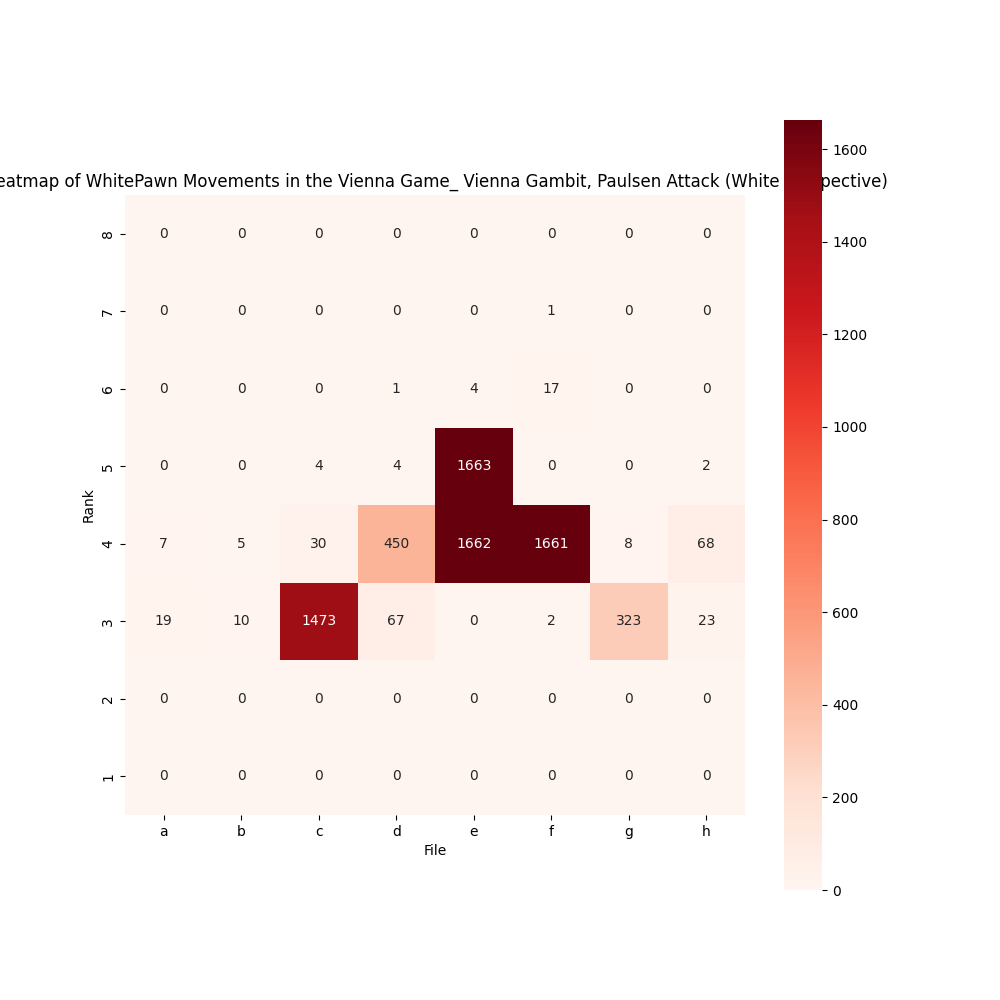 eatmap of WhitePawn Movements in the Vienna Game_ Vienna Gambit, Paulsen Attack (White pective)
1600
1400
1200
1000
800
600
400
200
0
Rank
8 0 0 0 0 0 0 0 0
7 0 0 0 0 0 1 0 0
6 0 0 0 1 4 17 0 0
5 0 0 4 4 1663 0 0 2
4 7 5 30 450 1662 1661 8 68
3 19 10 1473 67 0 2 323 23
2 0 0 0 0 0 0 0 0
1 0 0 0 0 0 0 0 0
a b c d e f g h
File